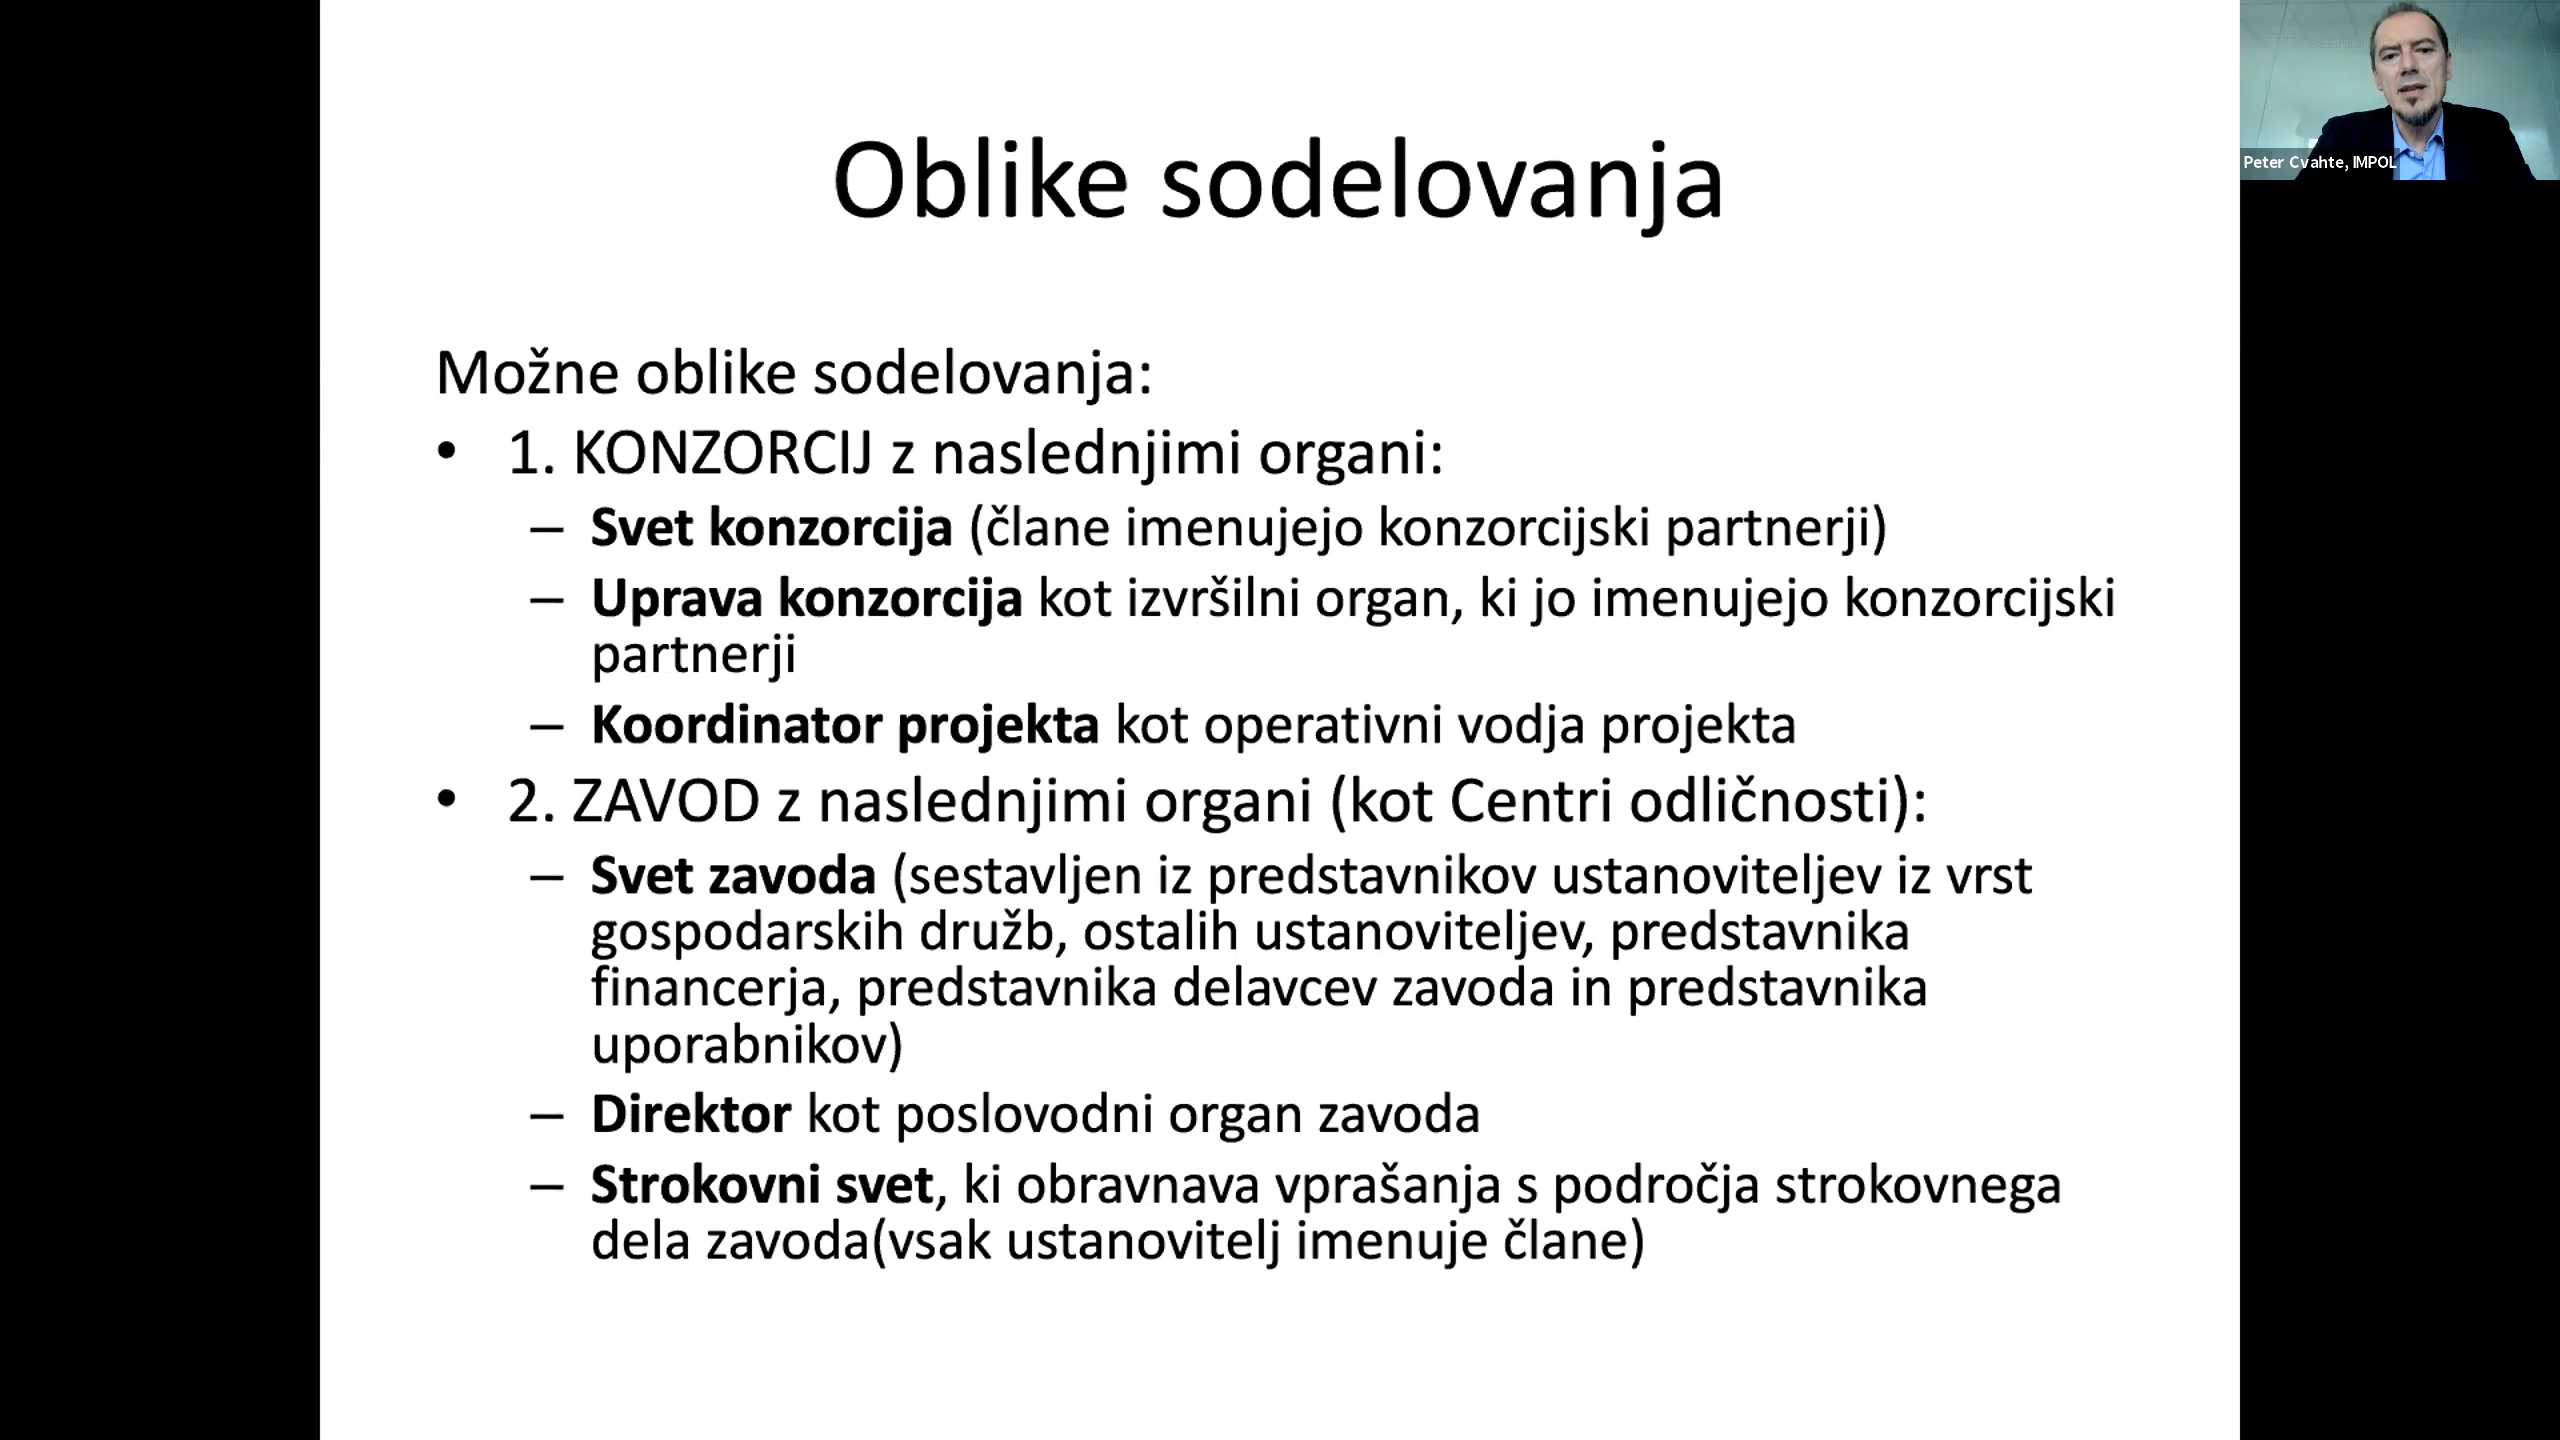 Oblike sodelovanja
Peter Cvahte, IMPOL
Možne oblike sodelovanja:
• 1. KONZORCIJ z naslednjimi organi:
– Svet konzorcija (člane imenujejo konzorcijski partnerji)
– Uprava konzorcija kot izvršilni organ, ki jo imenujejo konzorcijski
partnerji
– Koordinator projekta kot operativni vodja projekta
• 2. ZAVOD z naslednjimi organi (kot Centri odličnosti):
– Svet zavoda (sestavljen iz predstavnikov ustanoviteljev iz vrst
gospodarskih družb, ostalih ustanoviteljev, predstavnika
financerja, predstavnika delavcev zavoda in predstavnika
uporabnikov)
– Direktor kot poslovodni organ zavoda
– Strokovni svet, ki obravnava vprašanja s področja strokovnega
dela zavoda(vsak ustanovitelj imenuje člane)